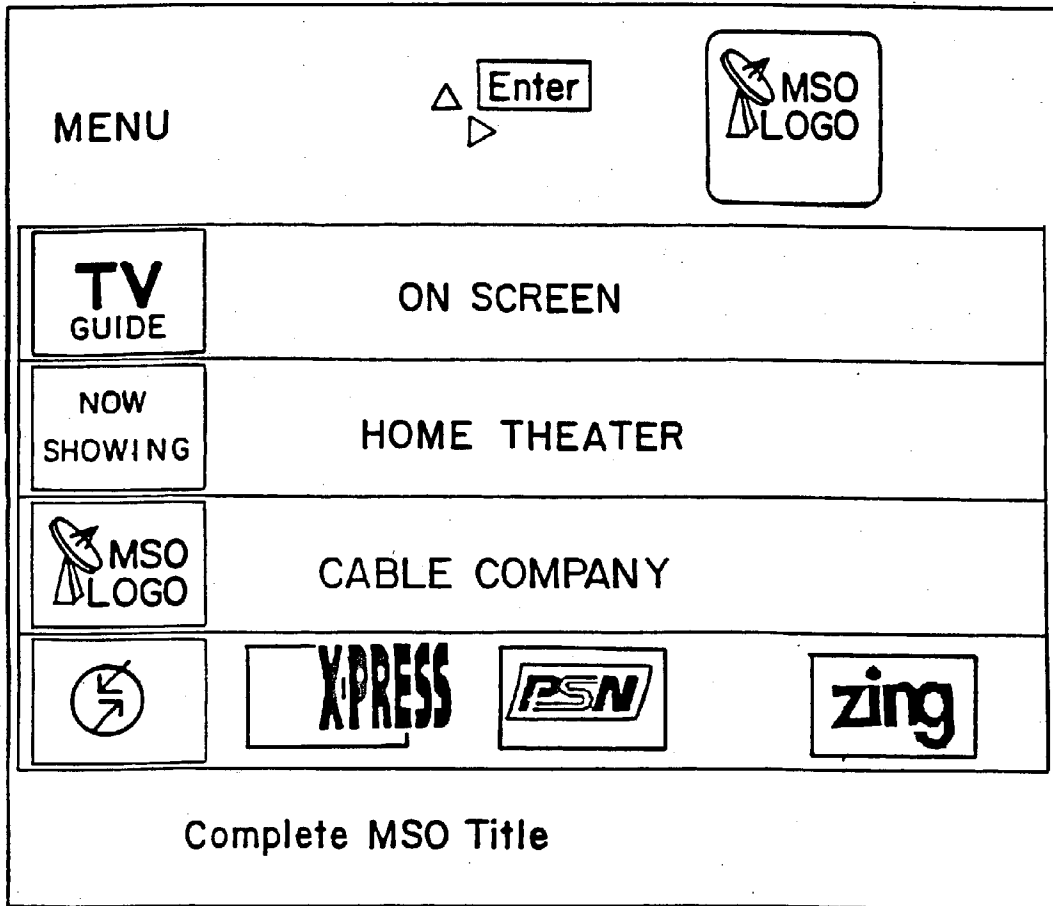 MENU
Enter
MSO
LOGO
TV
GUIDE
ON SCREEN
NOW
SHOWING
HOME THEATER
MSO
LOGO
CABLE COMPANY
X·PRESS
PSN
zing
Complete MSO Title